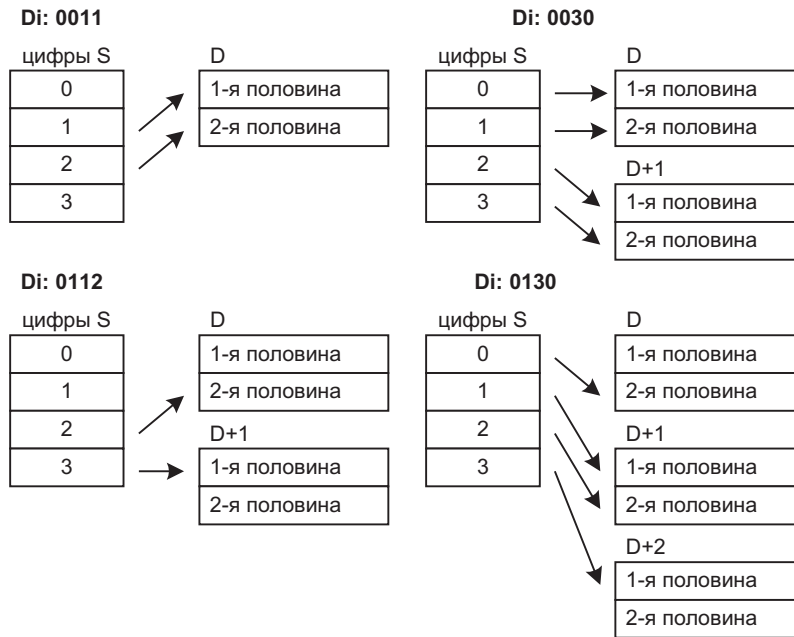 Di: 0011
цифры S
0
1
2
3
D
1-я половина
2-я половина
Di: 0030
цифры S
0
1
2
3
D
1-я половина
2-я половина
D+1
1-я половина
2-я половина
Di: 0112
цифры S
0
1
2
3
D
1-я половина
2-я половина
D+1
1-я половина
2-я половина
Di: 0130
цифры S
0
1
2
3
D
1-я половина
2-я половина
D+1
1-я половина
2-я половина
D+2
1-я половина
2-я половина